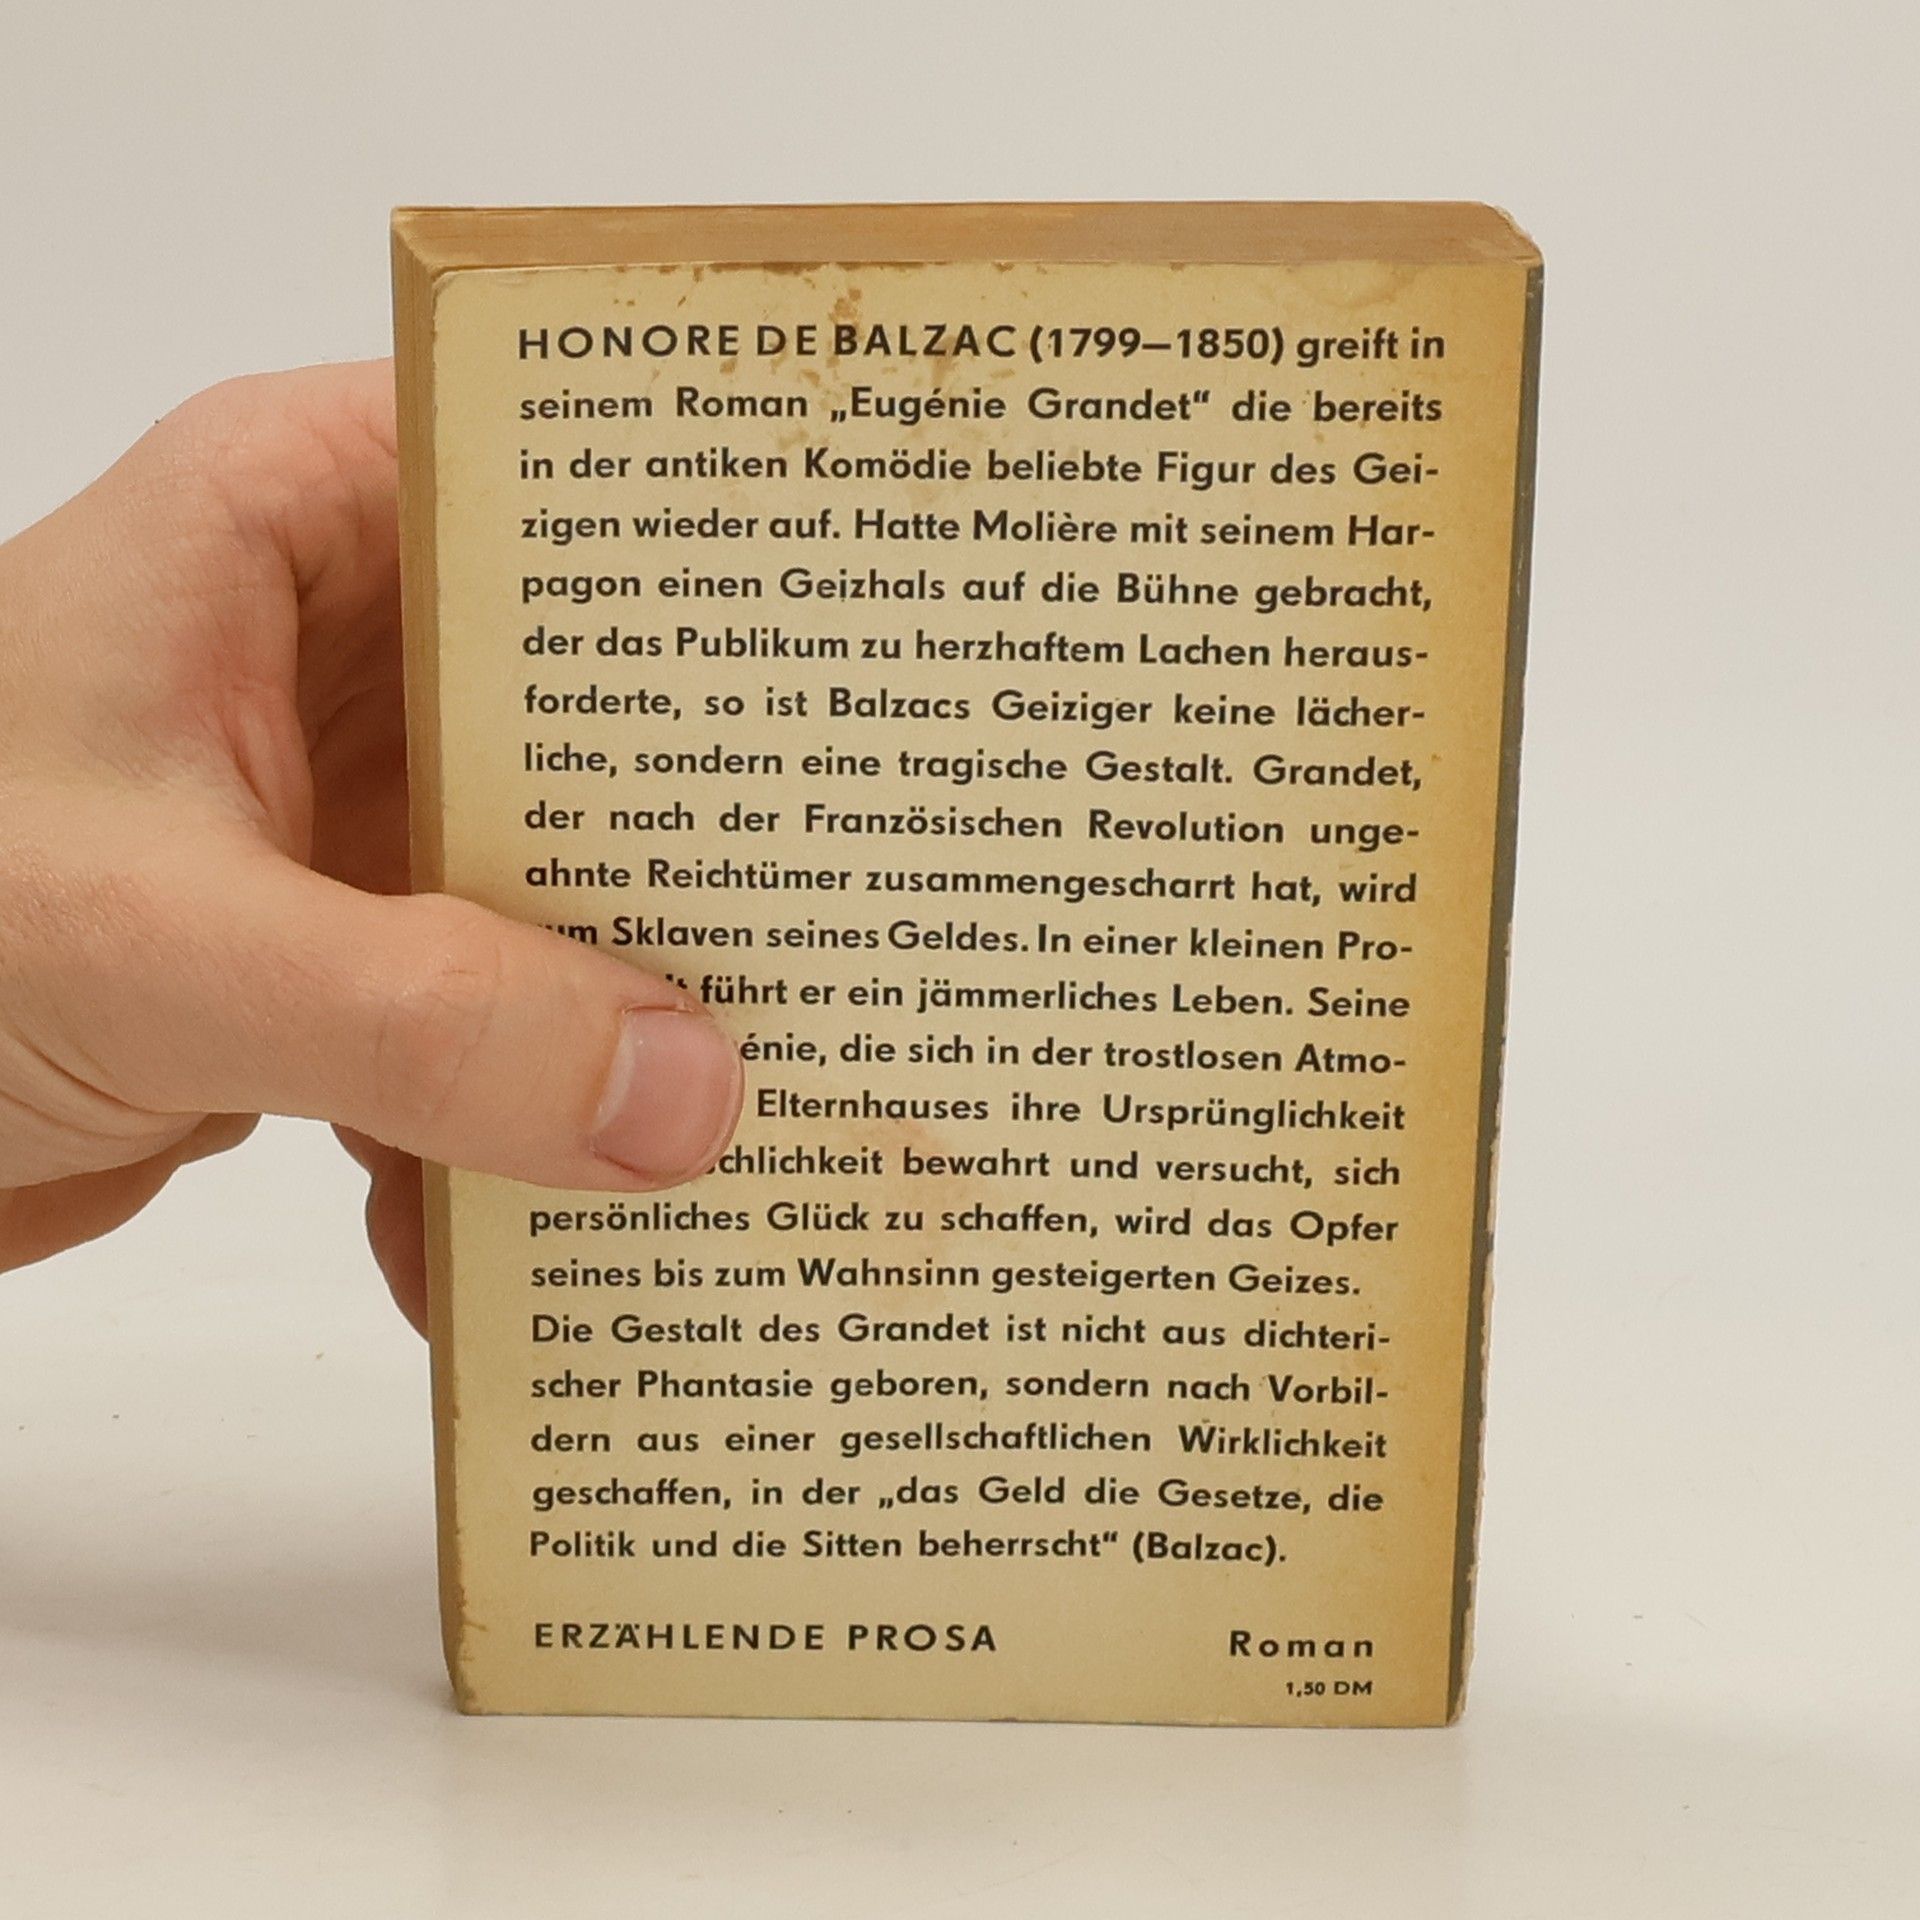 HONORE DE BALZAC (1799–1850) greift in
seinem Roman „Eugénie Grandet“ die bereits
in der antiken Komödie beliebte Figur des Gei-
zigen wieder auf. Hatte Molière mit seinem Har-
pagon einen Geizhals auf die Bühne gebracht,
der das Publikum zu herzhaftem Lachen heraus-
forderte, so ist Balzacs Geiziger keine lächer-
liche, sondern eine tragische Gestalt. Grandet,
der nach der Französischen Revolution unge-
ahnte Reichtümer zusammengescharrt hat, wird
Sklaven seines Geldes. In einer kleinen Pro-
führt er ein jämmerliches Leben. Seine
die sich in der trostlosen Atmo-
Elternhauses ihre Ursprünglichkeit
bewahrt und versucht, sich
persönliches Glück zu schaffen, wird das Opfer
seines bis zum Wahnsinn gesteigerten Geizes.
Die Gestalt des Grandet ist nicht aus dichteri-
scher Phantasie geboren, sondern nach Vorbil-
dern aus einer gesellschaftlichen Wirklichkeit
geschaffen, in der „das Geld die Gesetze, die
Politik und die Sitten beherrscht“ (Balzac).
ERZÄHLENDE PROSA Roman
1,50 DM